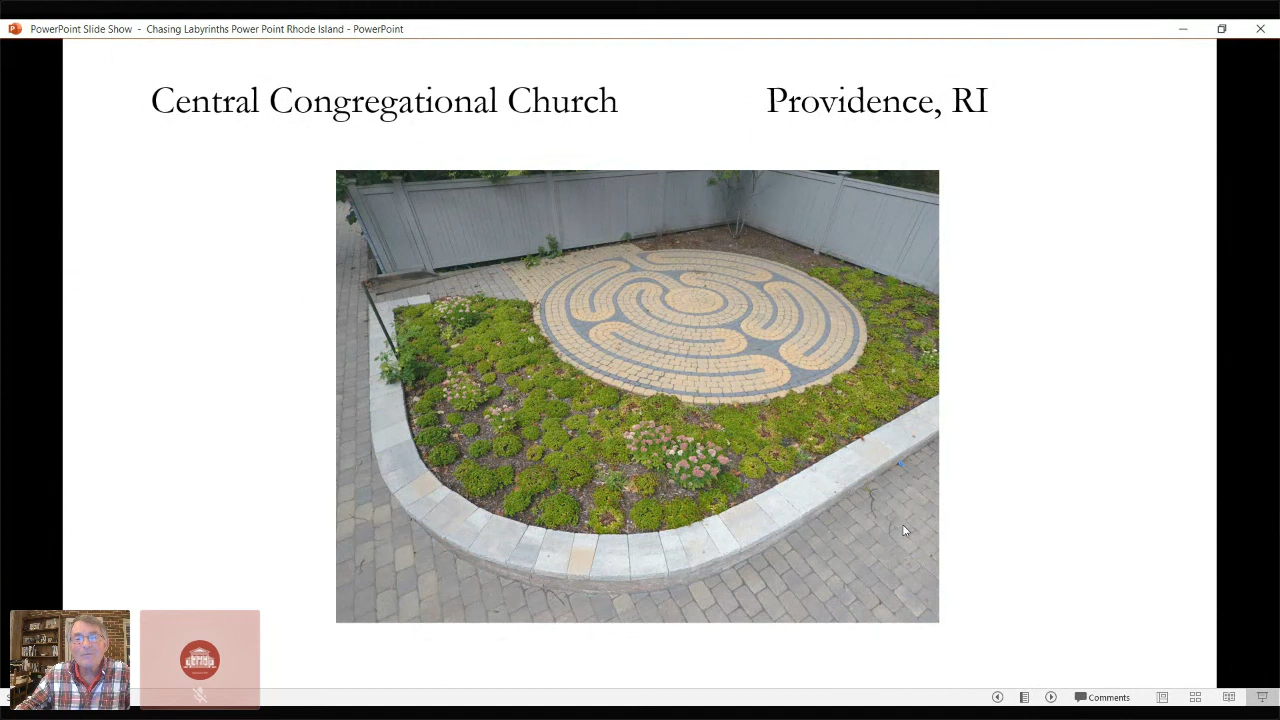 PowerPoint Slide Show - Chasing Labyrinths Power Point Rhode Island - PowerPoint
Central Congregational Church Providence, RI
Comments